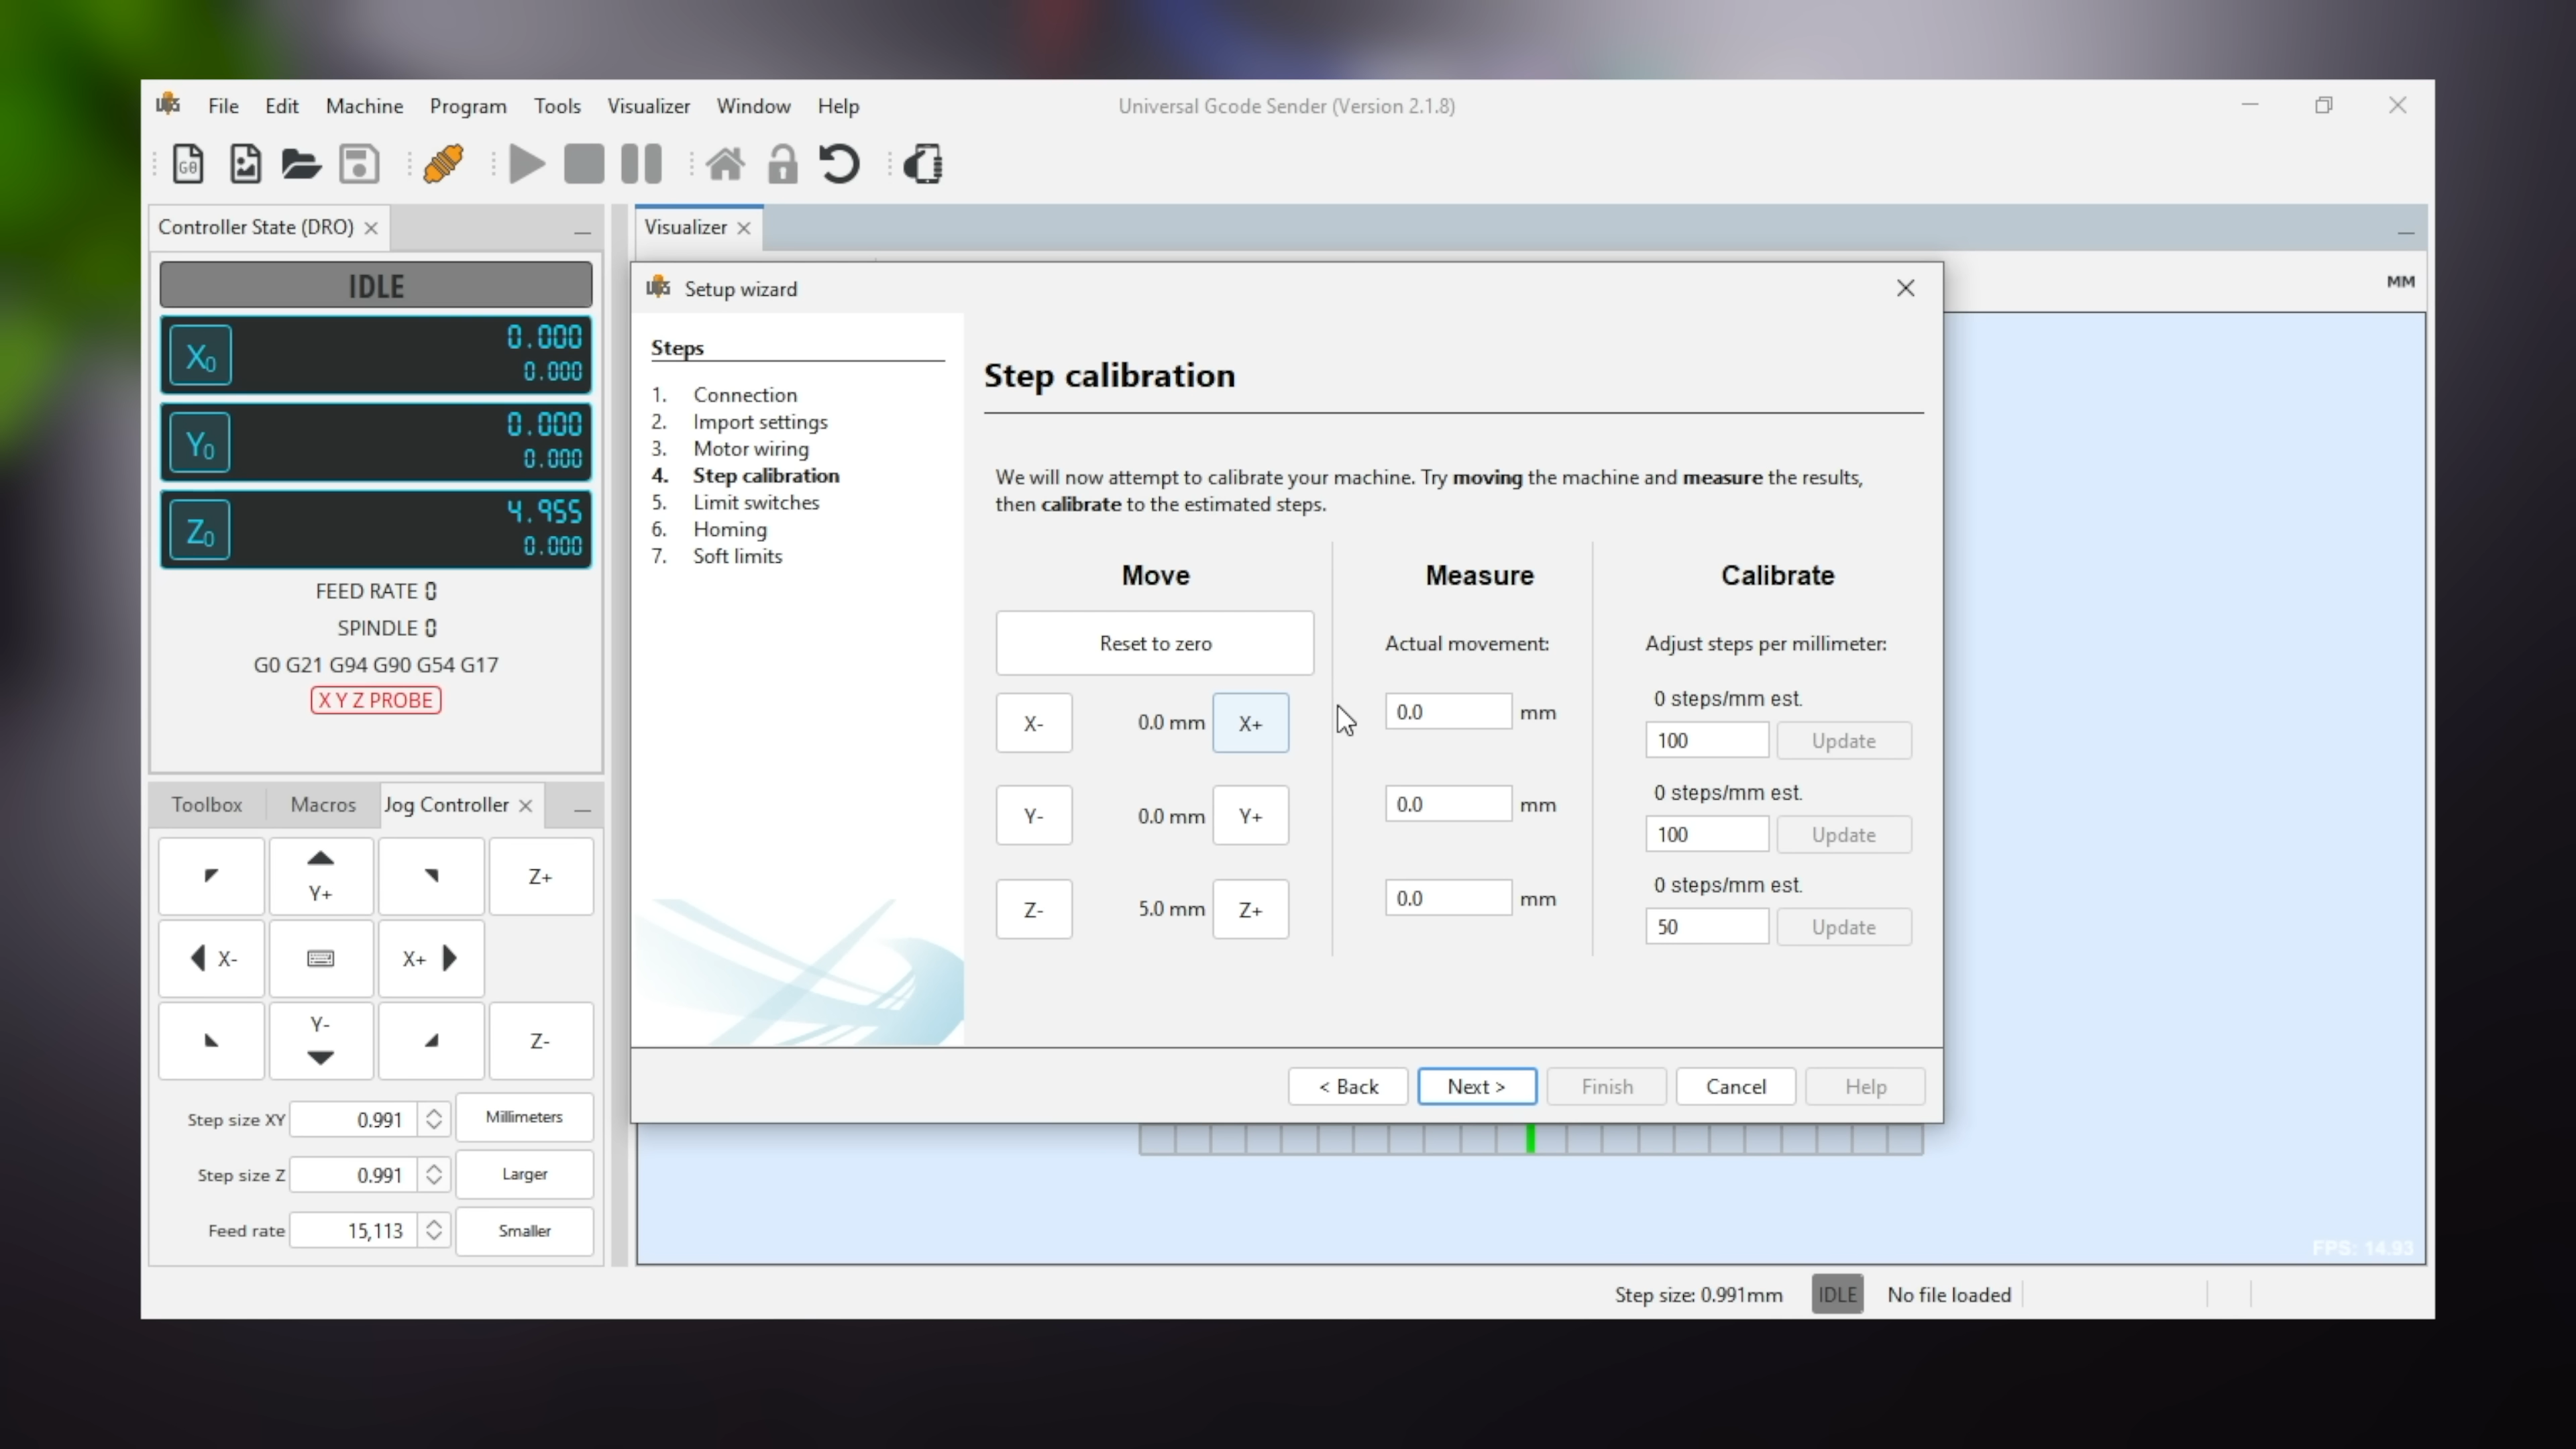 UGS File Edit Machine Program Tools Visualizer Window Help Universal Gcode Sender (Version 2.1.8)
G0
Controller State (DRO)
IDLE
X0 0.000
0.000
Y0 0.000
0.000
Z0 4.955
0.000
FEED RATE 0
SPINDLE 0
G0 G21 G94 G90 G54 G17
X Y Z PROBE
Toolbox Macros Jog Controller
Y+ Z+
X- X+
Y- Z-
Step size XY 0.991 Millimeters
Step size Z 0.991 Larger
Feed rate 15,113 Smaller
Visualizer
MM
UGS Setup wizard
Steps
1. Connection
2. Import settings
3. Motor wiring
4. Step calibration
5. Limit switches
6. Homing
7. Soft limits
Step calibration
We will now attempt to calibrate your machine. Try moving the machine and measure the results,
then calibrate to the estimated steps.
Move Measure Calibrate
Reset to zero Actual movement: Adjust steps per millimeter:
0 steps/mm est.
X- 0.0 mm X+ 0.0 mm 100 Update
0 steps/mm est.
Y- 0.0 mm Y+ 0.0 mm 100 Update
0 steps/mm est.
Z- 5.0 mm Z+ 0.0 mm 50 Update
< Back Next > Finish Cancel Help
FPS: 14.93
Step size: 0.991mm IDLE No file loaded